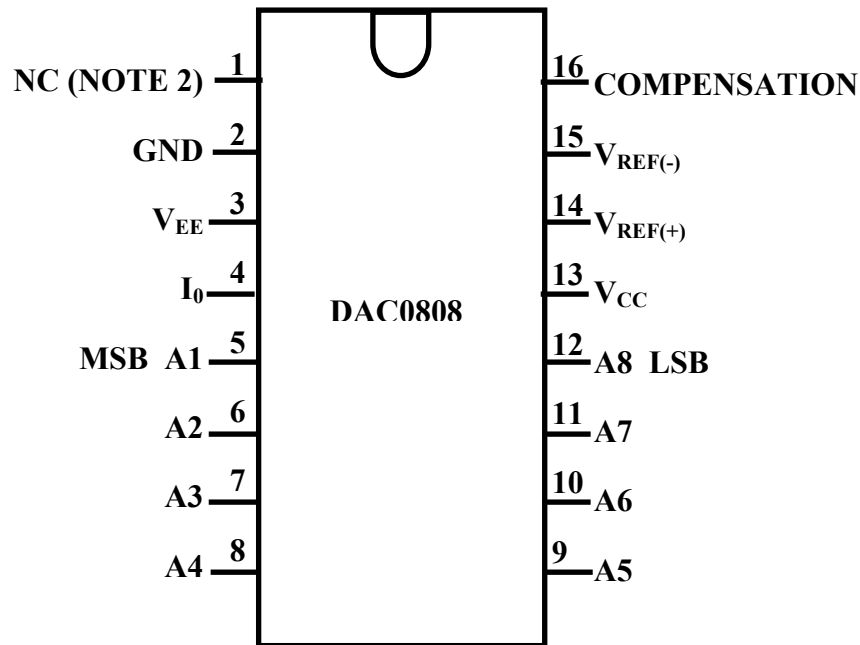 NC (NOTE 2) 1
16 COMPENSATION
GND 2
15 VREF(-)
VEE 3
14 VREF(+)
I0 4
13 VCC
DAC0808
MSB A1 5
12 A8 LSB
A2 6
11 A7
A3 7
10 A6
A4 8
9 A5